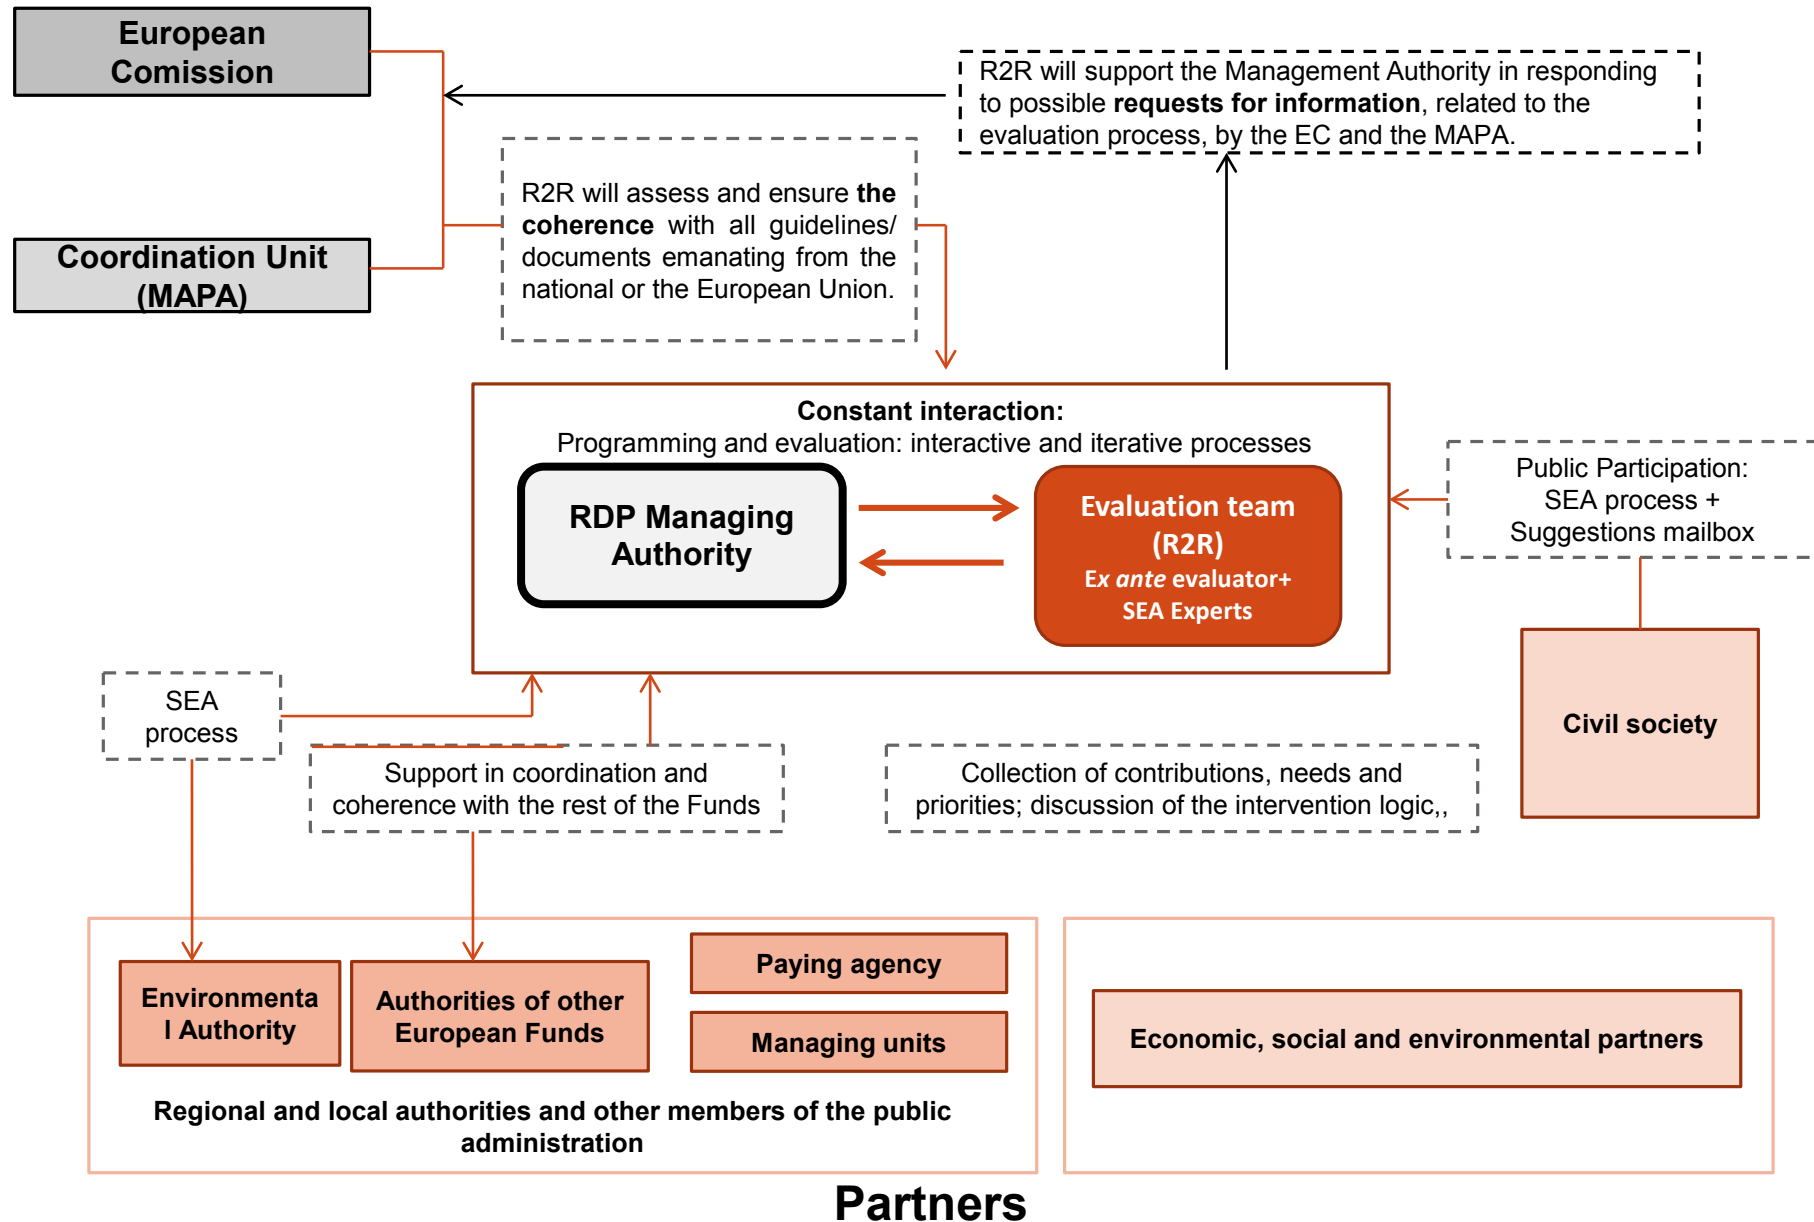 European
Comission
R2R will support the Management Authority in responding
to possible requests for information, related to the
evaluation process, by the EC and the MAPA.
R2R will assess and ensure the
coherence with all guidelines/
documents emanating from the
national or the European Union.
Coordination Unit
(MAPA)
Constant interaction:
Programming and evaluation: interactive and iterative processes
RDP Managing
Authority
Evaluation team
(R2R)
Ex ante evaluator+
SEA Experts
Public Participation:
SEA process +
Suggestions mailbox
Civil society
SEA
process
Support in coordination and
coherence with the rest of the Funds
Collection of contributions, needs and
priorities; discussion of the intervention logic,,
Environmenta
l Authority
Authorities of other
European Funds
Paying agency
Managing units
Regional and local authorities and other members of the public
administration
Economic, social and environmental partners
Partners